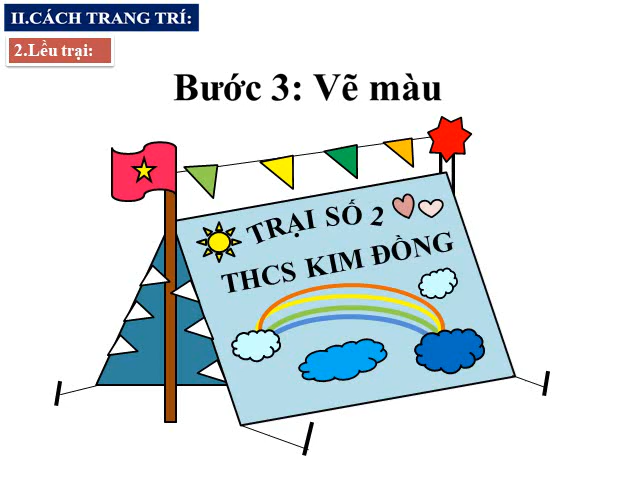 II.CÁCH TRANG TRÍ:
2.Lều trại:
Bước 3: Vẽ màu
TRẠI SỐ 2
THCS KIM ĐỒNG